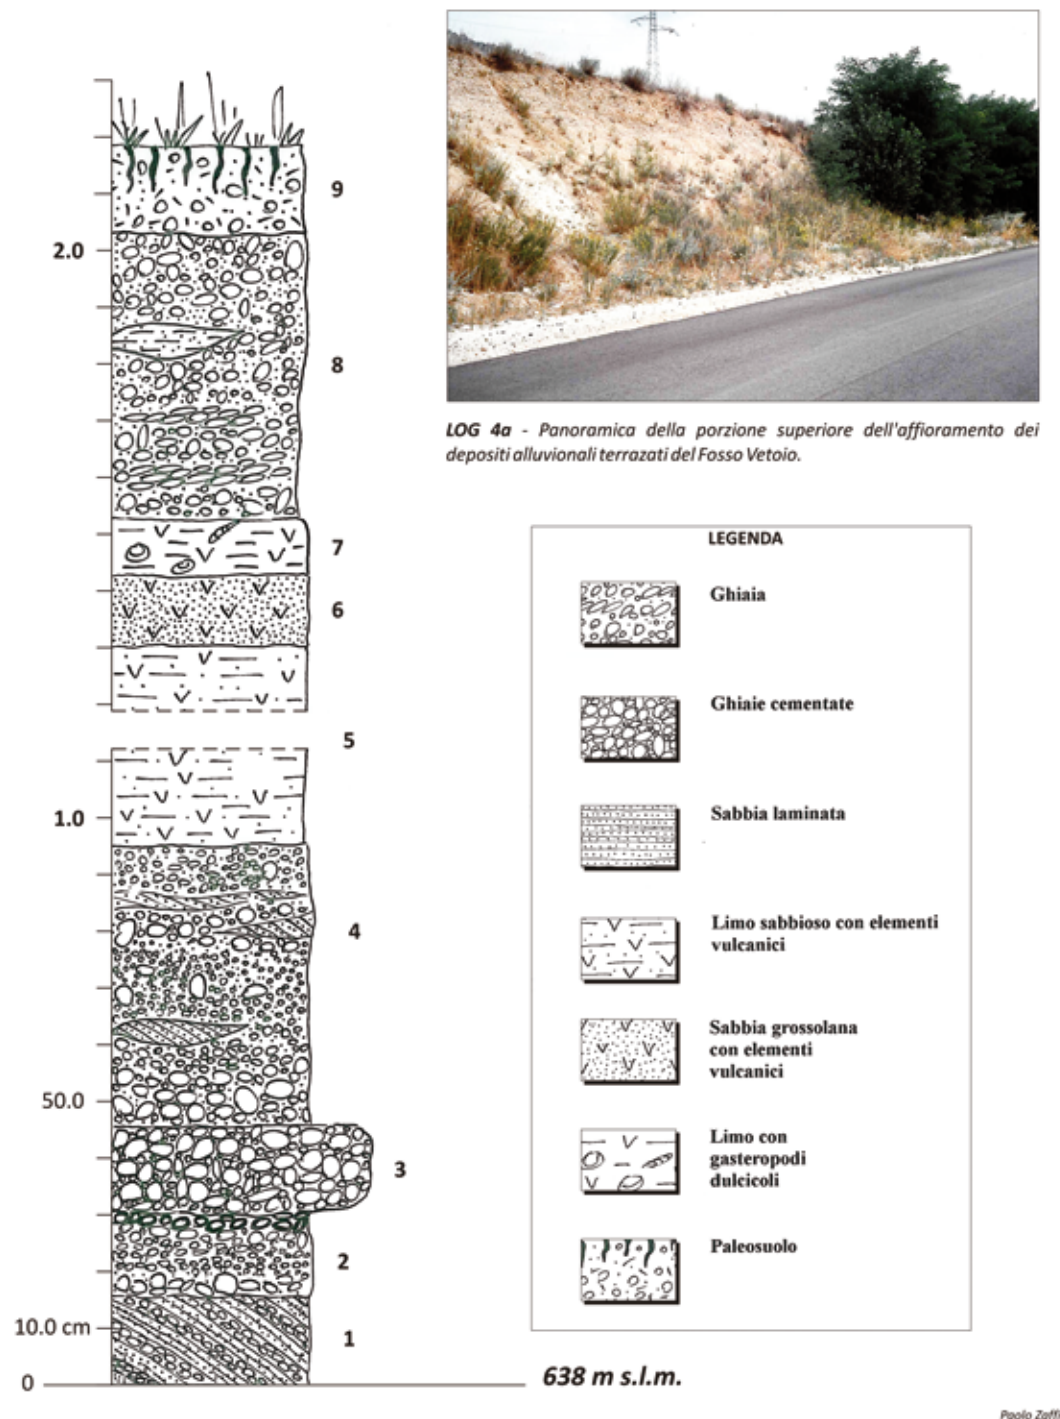 9
2.0
8
7
6
5
1.0
4
50.0
3
2
10.0 cm
1
0
638 m s.l.m.
LOG 4a - Panoramica della porzione superiore dell'affioramento dei
depositi alluvionali terrazati del Fosso Vetoio.
LEGENDA
Ghiaia
Ghiaie cementate
Sabbia laminata
Limo sabbioso con elementi
vulcanici
Sabbia grossolana
con elementi
vulcanici
Limo con
gasteropodi
dulcicoli
Paleosuolo
Paolo